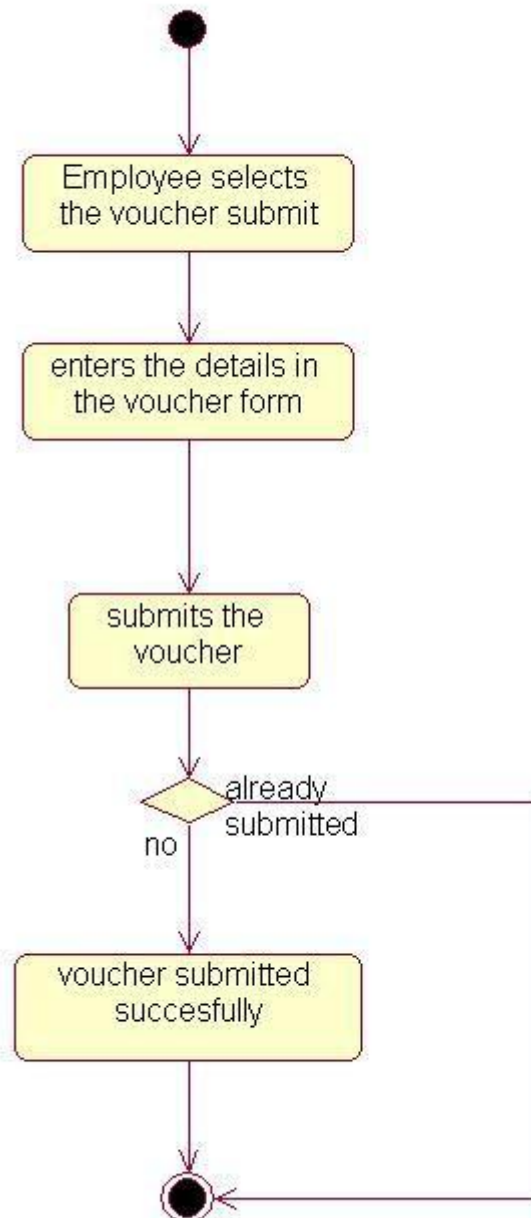 Employee selects
the voucher submit
enters the details in
the voucher form
submits the
voucher
already
submitted
no
voucher submitted
succesfully